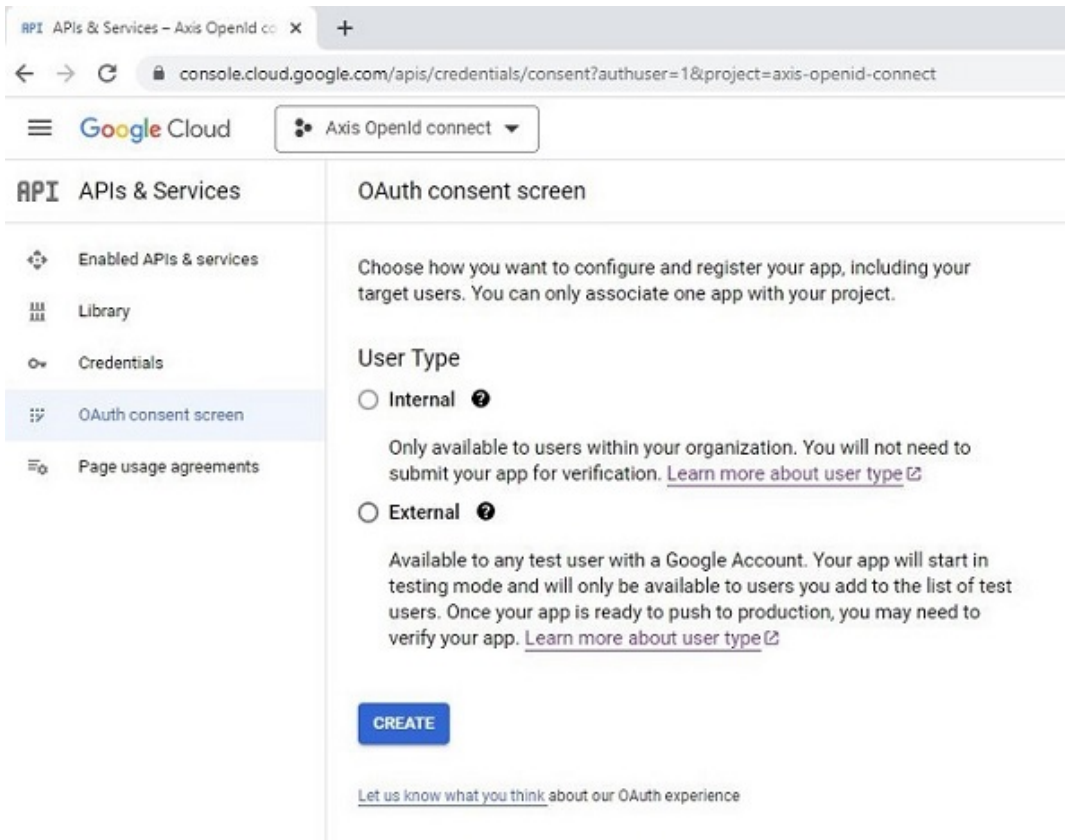 API APIs & Services – Axis OpenId co
console.cloud.google.com/apis/credentials/consent?authuser=1&project=axis-openid-connect
Google Cloud
Axis OpenId connect
API APIs & Services
OAuth consent screen
Enabled APIs & services
Library
Credentials
OAuth consent screen
Page usage agreements
Choose how you want to configure and register your app, including your
target users. You can only associate one app with your project.
User Type
Internal
Only available to users within your organization. You will not need to
submit your app for verification. Learn more about user type
External
Available to any test user with a Google Account. Your app will start in
testing mode and will only be available to users you add to the list of test
users. Once your app is ready to push to production, you may need to
verify your app. Learn more about user type
CREATE
Let us know what you think about our OAuth experience